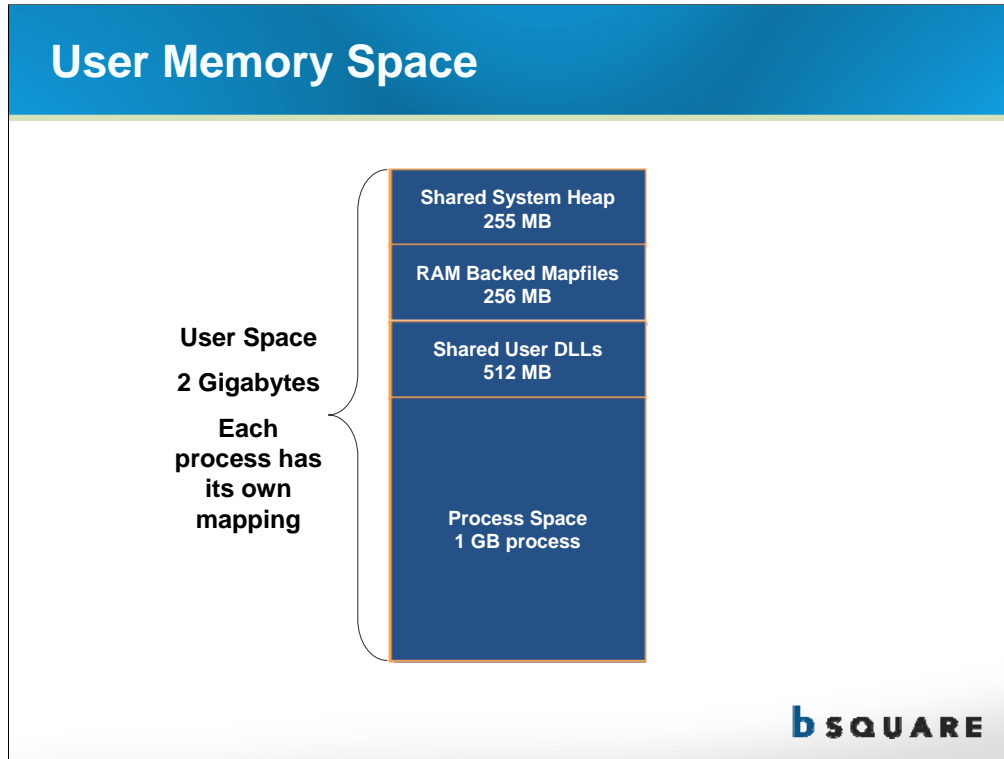 User Memory Space
Shared System Heap
255 MB
RAM Backed Mapfiles
256 MB
Shared User DLLs
512 MB
User Space
2 Gigabytes
Each
process has
its own
mapping
Process Space
1 GB process
b SQUARE